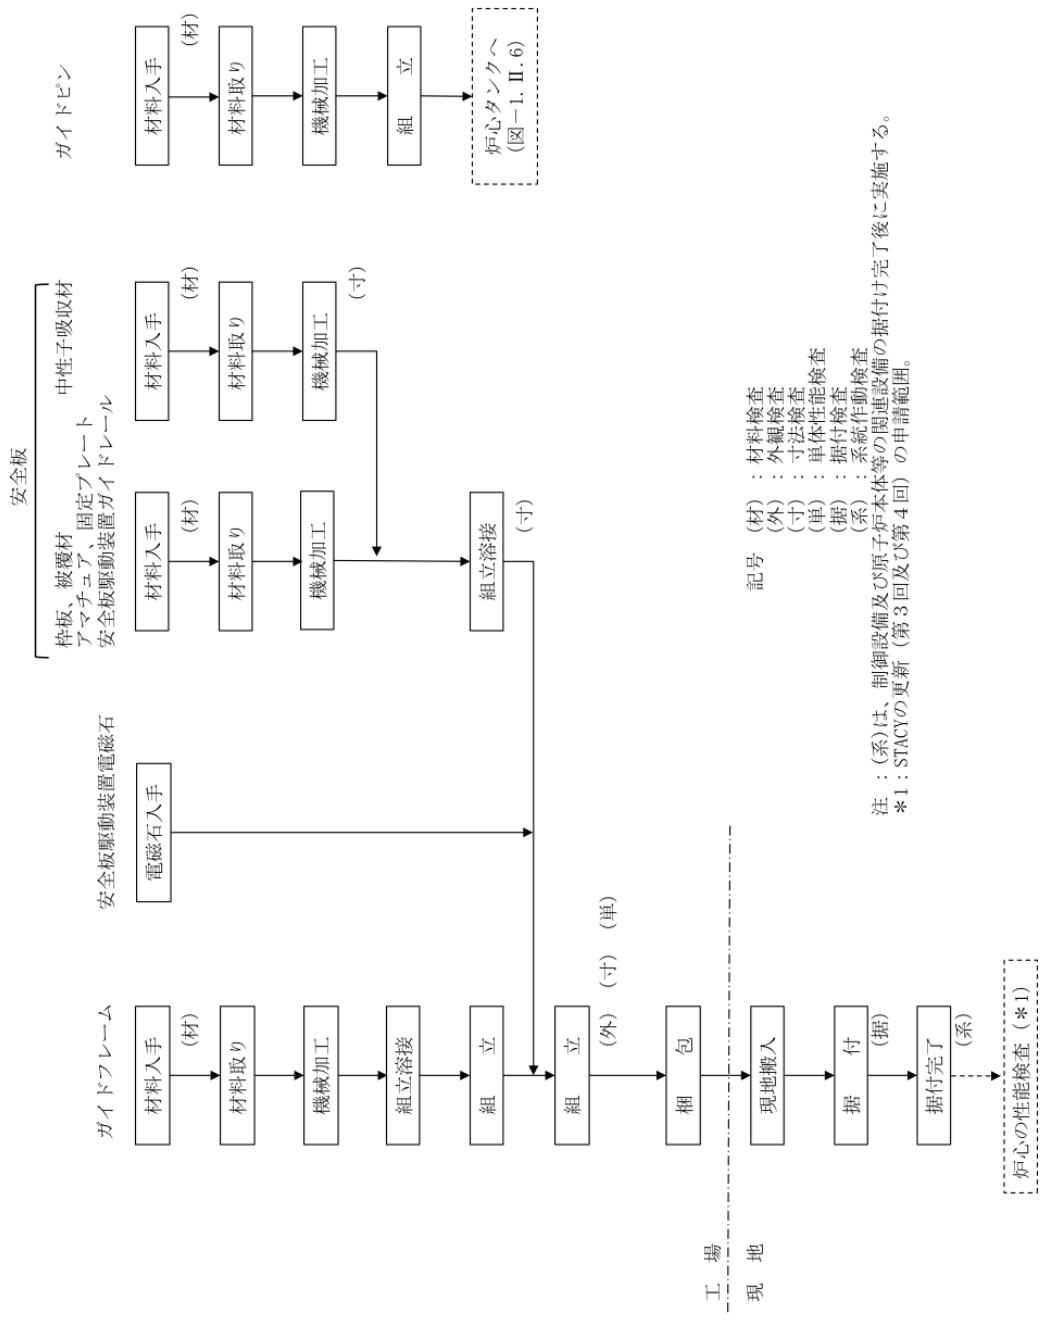 安全板
ガイドフレーム
安全板駆動装置電磁石
枠板、被覆材
アマチュア、固定プレート
安全板駆動装置ガイドレール
中性子吸収材
ガイドピン
材料入手
(材)
材料取り
機械加工
組立溶接
組　　立
組　　立
(外)　(寸)　(単)
梱　　包
現地搬入
据　　付
(据)
据付完了
(系)
炉心の性能検査（＊1）
電磁石入手
材料入手
(材)
材料取り
機械加工
組立溶接
(寸)
材料入手
(材)
材料取り
機械加工
(寸)
材料入手
(材)
材料取り
機械加工
組　　立
炉心タンクへ
(図－1.Ⅱ.6)
工　場
現　地
記号　(材)　：材料検査
(外)　：外観検査
(寸)　：寸法検査
(単)　：単体性能検査
(据)　：据付検査
(系)　：系統作動検査
注　：(系)は、制御設備及び原子炉本体等の関連設備の据付け完了後に実施する。
＊1：STACYの更新（第３回及び第４回）の申請範囲。